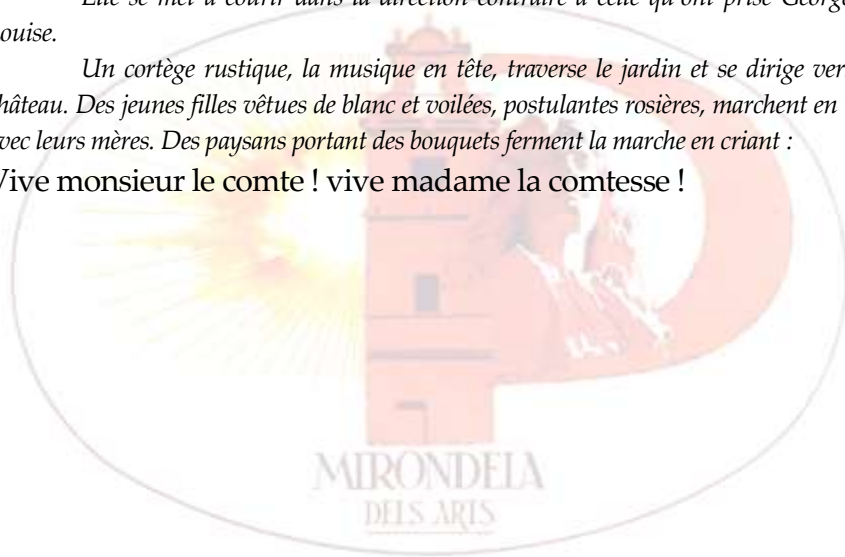 Elle se met à courir dans la direction contraire à celle qu'ont prise George
ouise.
Un cortège rustique, la musique en tête, traverse le jardin et se dirige ver
hâteau. Des jeunes filles vêtues de blanc et voilées, postulantes rosières, marchent en
vec leurs mères. Des paysans portant des bouquets ferment la marche en criant :
Vive monsieur le comte ! vive madame la comtesse !
MIRONDELA
DELS ARTS